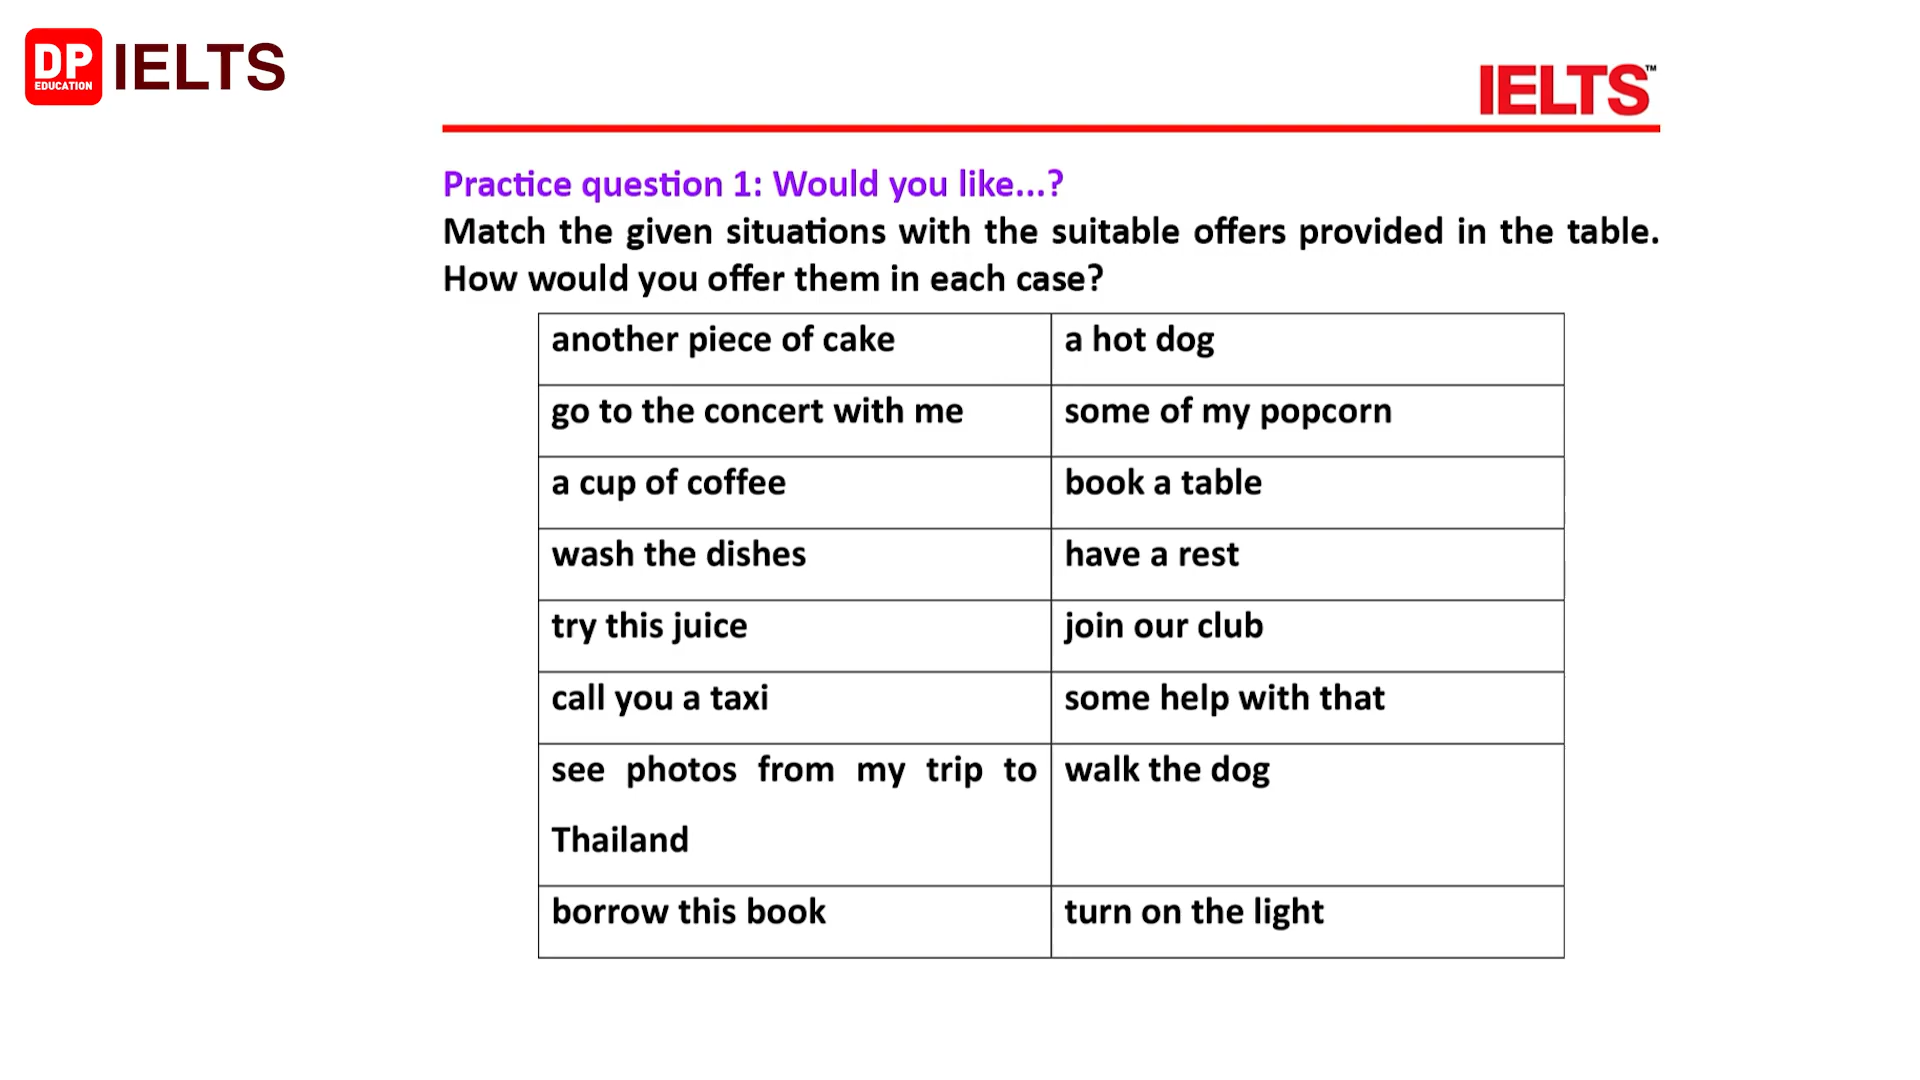 DP
EDUCATION
IELTS
IELTS™
Practice question 1: Would you like...?
Match the given situations with the suitable offers provided in the table.
How would you offer them in each case?
another piece of cake
a hot dog
go to the concert with me
some of my popcorn
a cup of coffee
book a table
wash the dishes
have a rest
try this juice
join our club
call you a taxi
some help with that
see photos from my trip to
Thailand
walk the dog
borrow this book
turn on the light